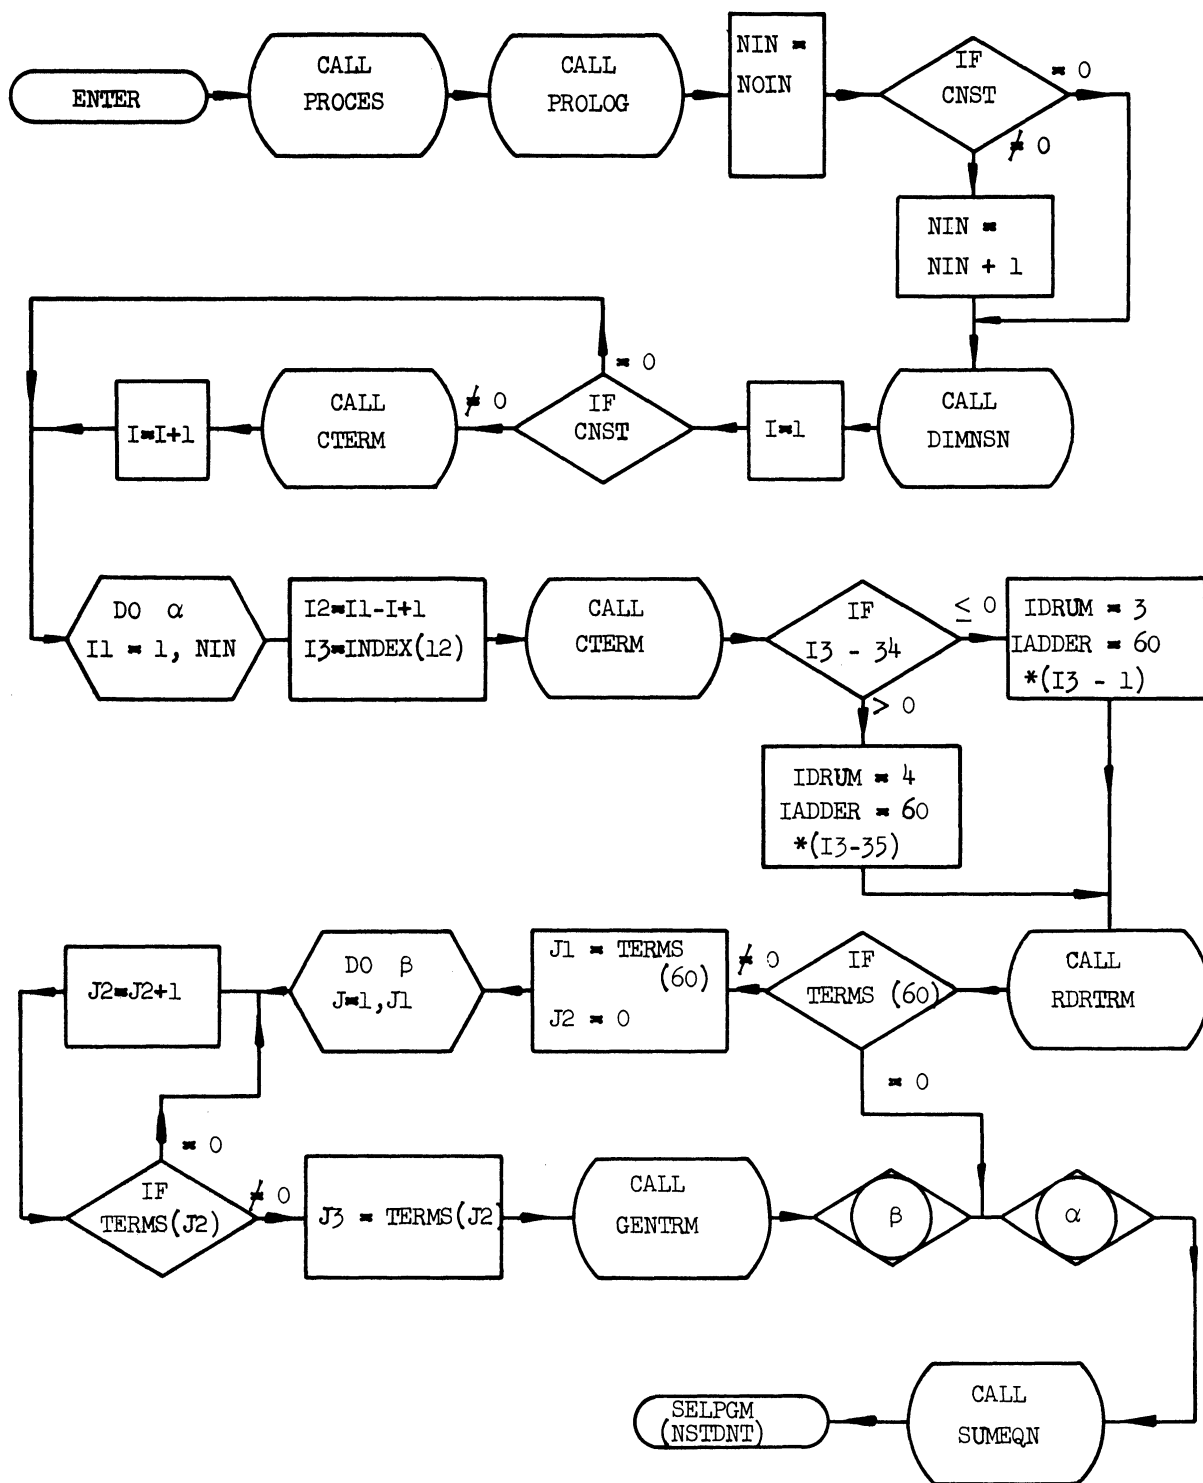 ENTER
CALL
PROCES
CALL
PROLOG
NIN =
NOIN
IF
CNST
= 0
≠ 0
NIN =
NIN + 1
CALL
DIMNSN
I=1
IF
CNST
= 0
≠ 0
CALL
CTERM
I=I+1
DO α
I1 = 1, NIN
I2=I1-I+1
I3=INDEX(12)
CALL
CTERM
IF
I3 - 34
≤ 0
> 0
IDRUM = 3
IADDER = 60
*(I3 - 1)
IDRUM = 4
IADDER = 60
*(I3-35)
CALL
RDRTRM
IF
TERMS (60)
≠ 0
= 0
J1 = TERMS
(60)
J2 = 0
DO β
J=1,J1
J2=J2+1
IF
TERMS(J2)
= 0
≠ 0
J3 = TERMS(J2)
CALL
GENTRM
β
α
CALL
SUMEQN
SELPGM
(NSTDNT)